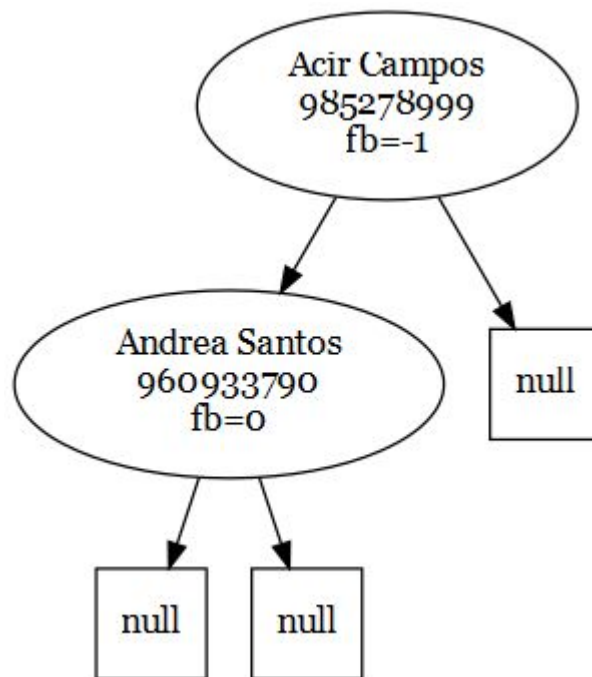 Acir Campos
985278999
fb=-1
Andrea Santos
960933790
fb=0
null
null
null